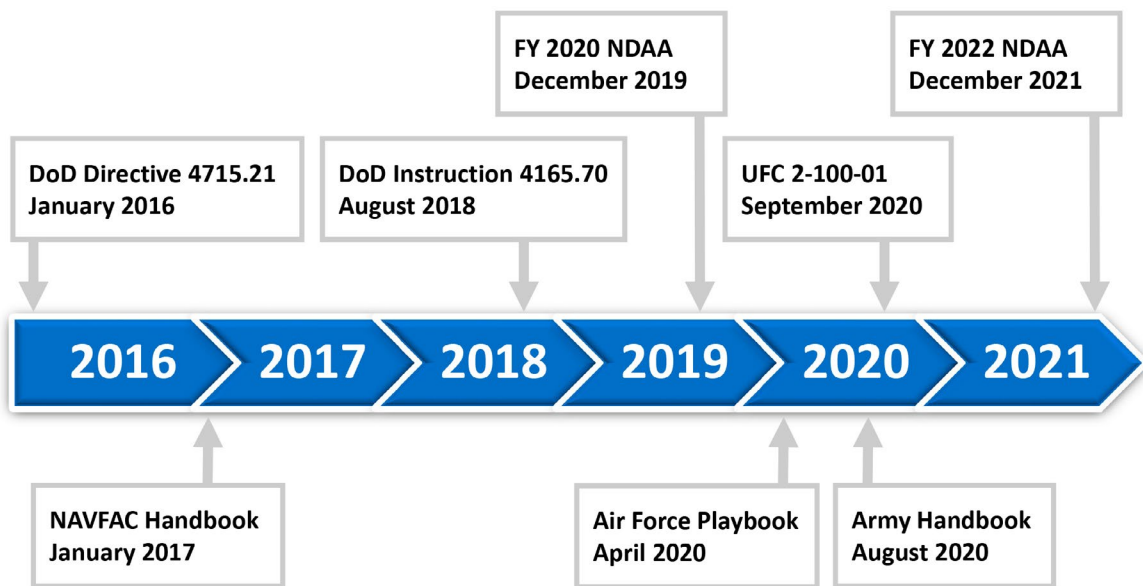 FY 2020 NDAA
December 2019
FY 2022 NDAA
December 2021
DoD Directive 4715.21
January 2016
DoD Instruction 4165.70
August 2018
UFC 2-100-01
September 2020
2016
2017
2018
2019
2020
2021
NAVFAC Handbook
January 2017
Air Force Playbook
April 2020
Army Handbook
August 2020